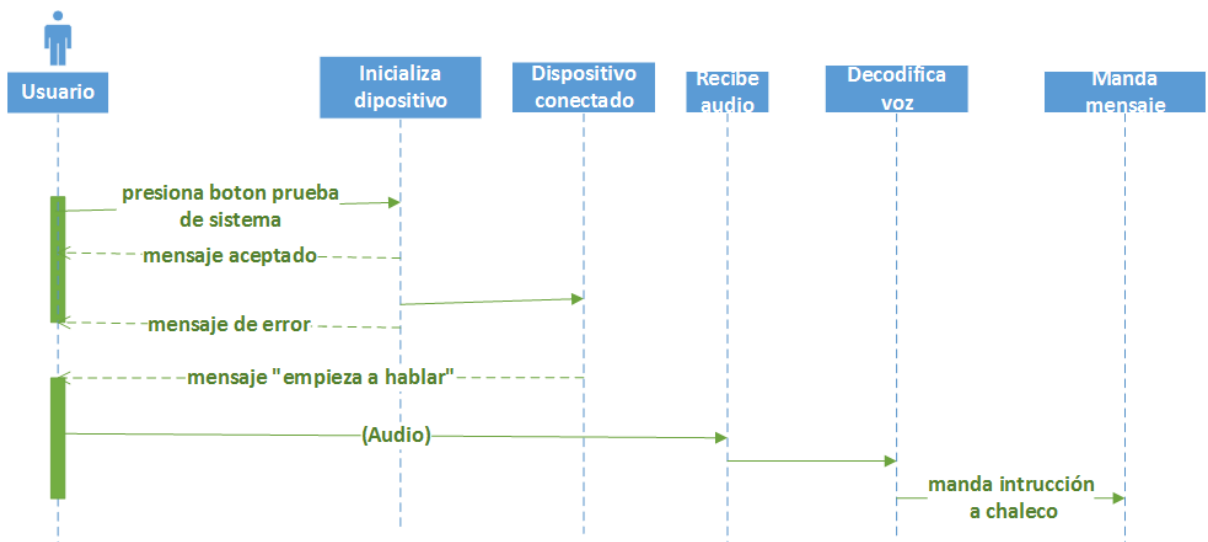 Usuario
Inicializa
dipositivo
Dispositivo
conectado
Recibe
audio
Decodifica
voz
Manda
mensaje
presiona boton prueba
de sistema
mensaje aceptado
mensaje de error
mensaje "empieza a hablar"
(Audio)
manda intrucción
a chaleco